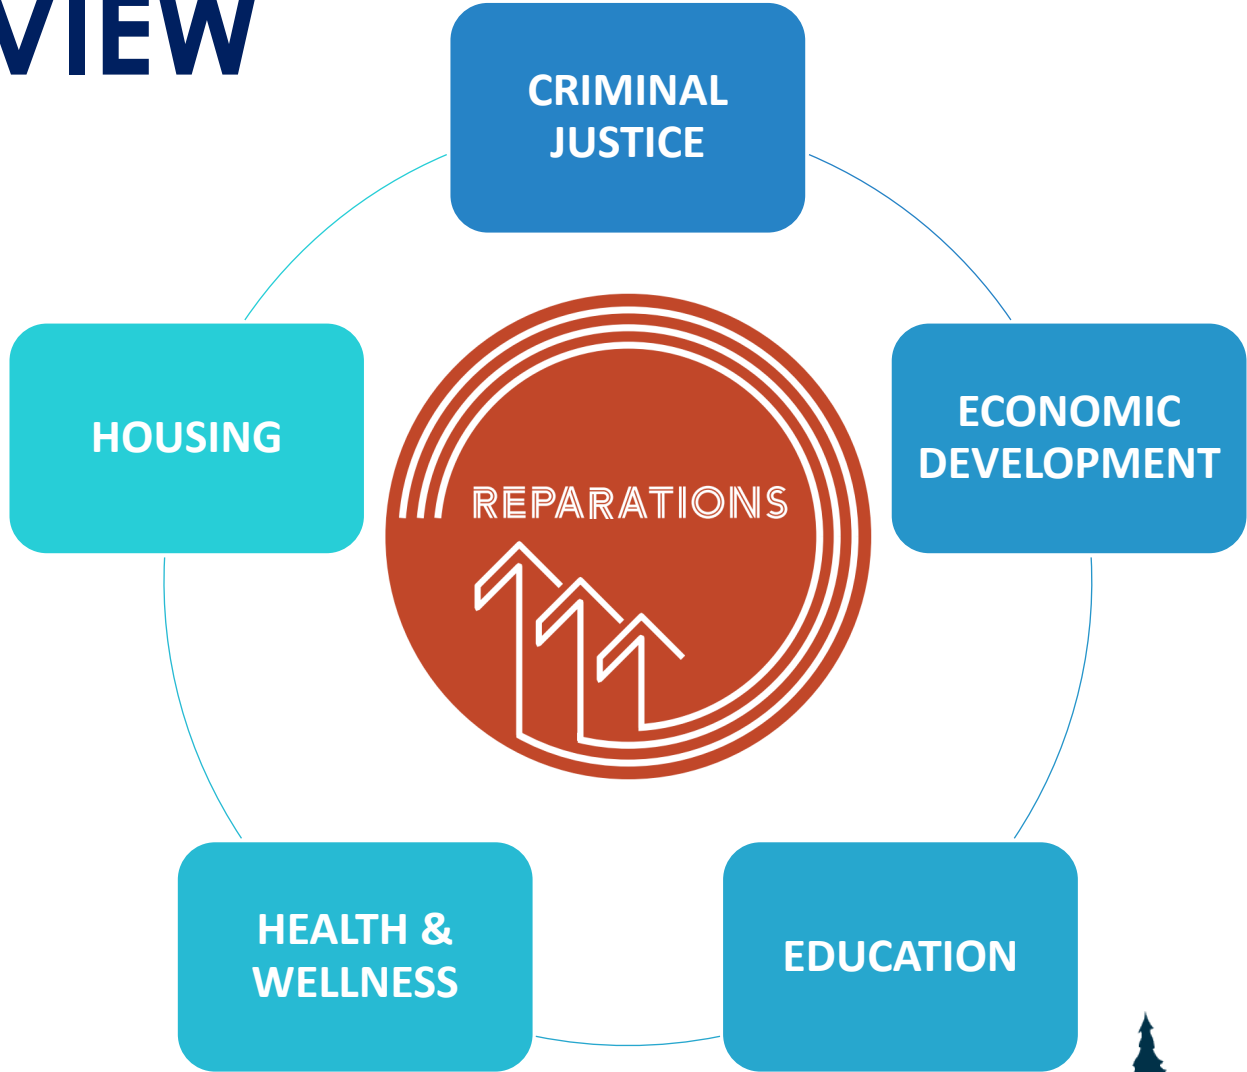 VIEW
CRIMINAL
JUSTICE
HOUSING
ECONOMIC
DEVELOPMENT
REPARATIONS
HEALTH &
WELLNESS
EDUCATION